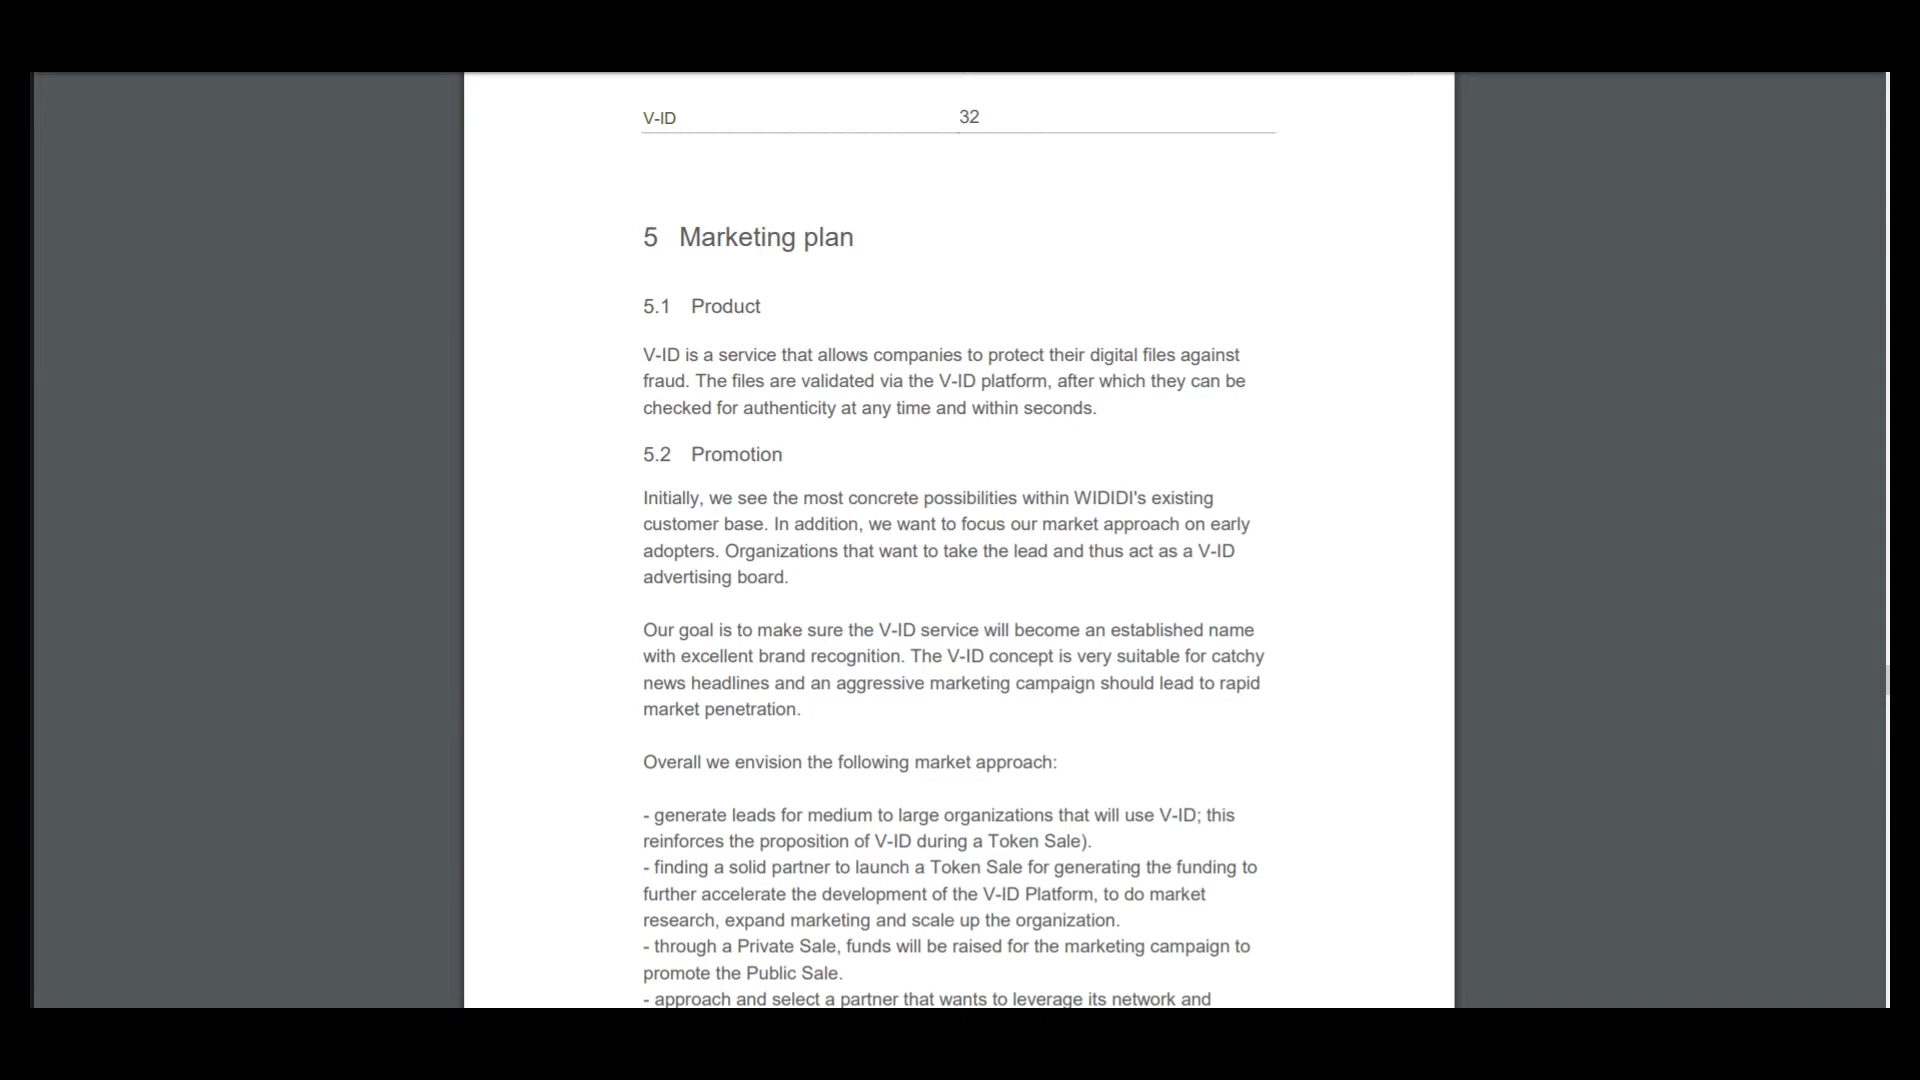 V-ID 32
5 Marketing plan
5.1 Product
V-ID is a service that allows companies to protect their digital files against
fraud. The files are validated via the V-ID platform, after which they can be
checked for authenticity at any time and within seconds.
5.2 Promotion
Initially, we see the most concrete possibilities within WIDIDI's existing
customer base. In addition, we want to focus our market approach on early
adopters. Organizations that want to take the lead and thus act as a V-ID
advertising board.
Our goal is to make sure the V-ID service will become an established name
with excellent brand recognition. The V-ID concept is very suitable for catchy
news headlines and an aggressive marketing campaign should lead to rapid
market penetration.
Overall we envision the following market approach:
- generate leads for medium to large organizations that will use V-ID; this
reinforces the proposition of V-ID during a Token Sale).
- finding a solid partner to launch a Token Sale for generating the funding to
further accelerate the development of the V-ID Platform, to do market
research, expand marketing and scale up the organization.
- through a Private Sale, funds will be raised for the marketing campaign to
promote the Public Sale.
- approach and select a partner that wants to leverage its network and